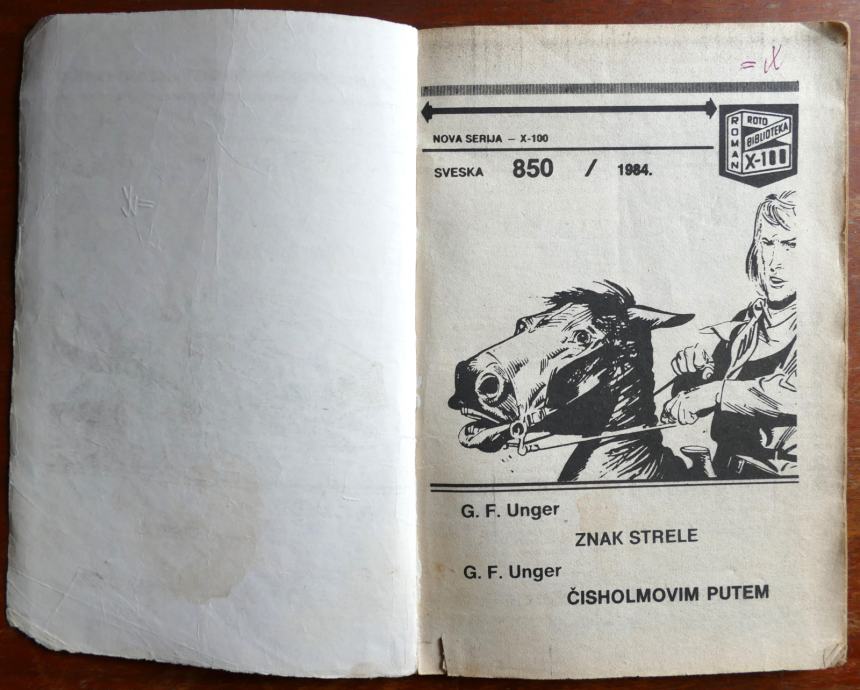 = X
NOVA SERIJA – X-100
ROMAN
ROTO
BIBLIOTEKA
X-100
SVESKA 850 / 1984.
G. F. Unger
ZNAK STRELE
G. F. Unger
ČISHOLMOVIM PUTEM